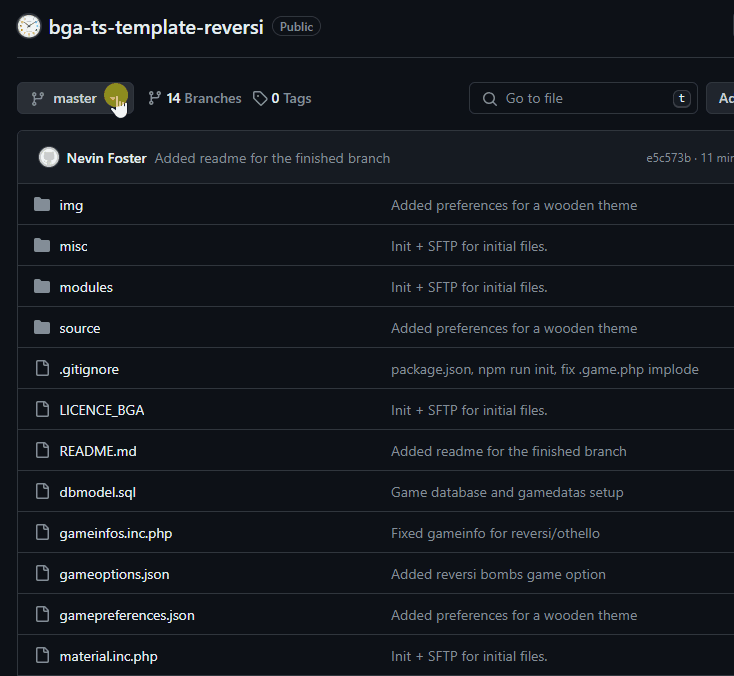 bga-ts-template-reversi Public
master 14 Branches 0 Tags Go to file t Ad
Nevin Foster Added readme for the finished branch e5c573b · 11 min
img Added preferences for a wooden theme
misc Init + SFTP for initial files.
modules Init + SFTP for initial files.
source Added preferences for a wooden theme
.gitignore package.json, npm run init, fix .game.php implode
LICENCE_BGA Init + SFTP for initial files.
README.md Added readme for the finished branch
dbmodel.sql Game database and gamedatas setup
gameinfos.inc.php Fixed gameinfo for reversi/othello
gameoptions.json Added reversi bombs game option
gamepreferences.json Added preferences for a wooden theme
material.inc.php Init + SFTP for initial files.